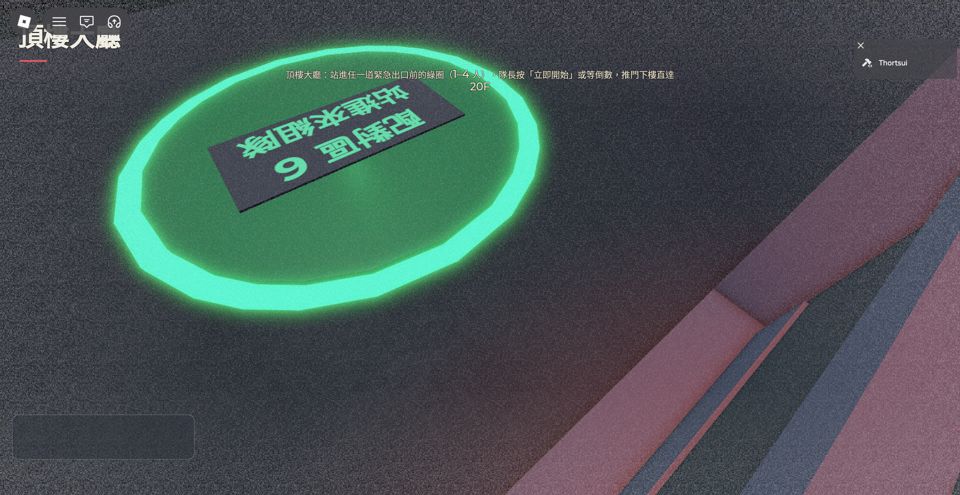 頂樓大廳
頂樓大廳：站進任一道緊急出口前的綠圈（1–4 人），隊長按「立即開始」或等倒數，推門下樓直達
20F
Thortsui
配對區 6
站進來組隊